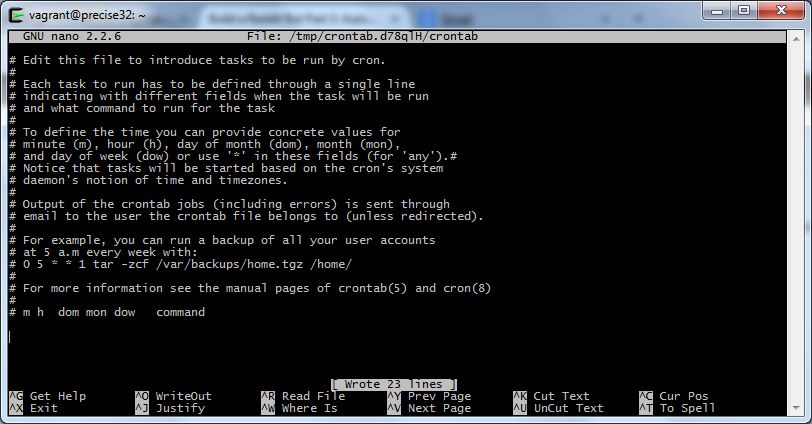 vagrant@precise32: ~
GNU nano 2.2.6 File: /tmp/crontab.d78qlH/crontab
# Edit this file to introduce tasks to be run by cron.
#
# Each task to run has to be defined through a single line
# indicating with different fields when the task will be run
# and what command to run for the task
#
# To define the time you can provide concrete values for
# minute (m), hour (h), day of month (dom), month (mon),
# and day of week (dow) or use '*' in these fields (for 'any').#
# Notice that tasks will be started based on the cron's system
# daemon's notion of time and timezones.
#
# Output of the crontab jobs (including errors) is sent through
# email to the user the crontab file belongs to (unless redirected).
#
# For example, you can run a backup of all your user accounts
# at 5 a.m every week with:
# 0 5 * * 1 tar -zcf /var/backups/home.tgz /home/
#
# For more information see the manual pages of crontab(5) and cron(8)
#
# m h  dom mon dow   command
[ Wrote 23 lines ]
^G Get Help ^O WriteOut ^R Read File ^Y Prev Page ^K Cut Text ^C Cur Pos
^X Exit ^J Justify ^W Where Is ^V Next Page ^U UnCut Text ^T To Spell